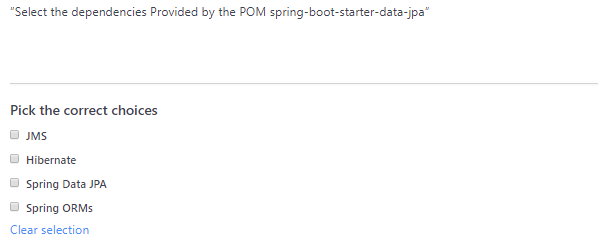 "Select the dependencies Provided by the POM spring-boot-starter-data-jpa"
Pick the correct choices
JMS
Hibernate
Spring Data JPA
Spring ORMs
Clear selection